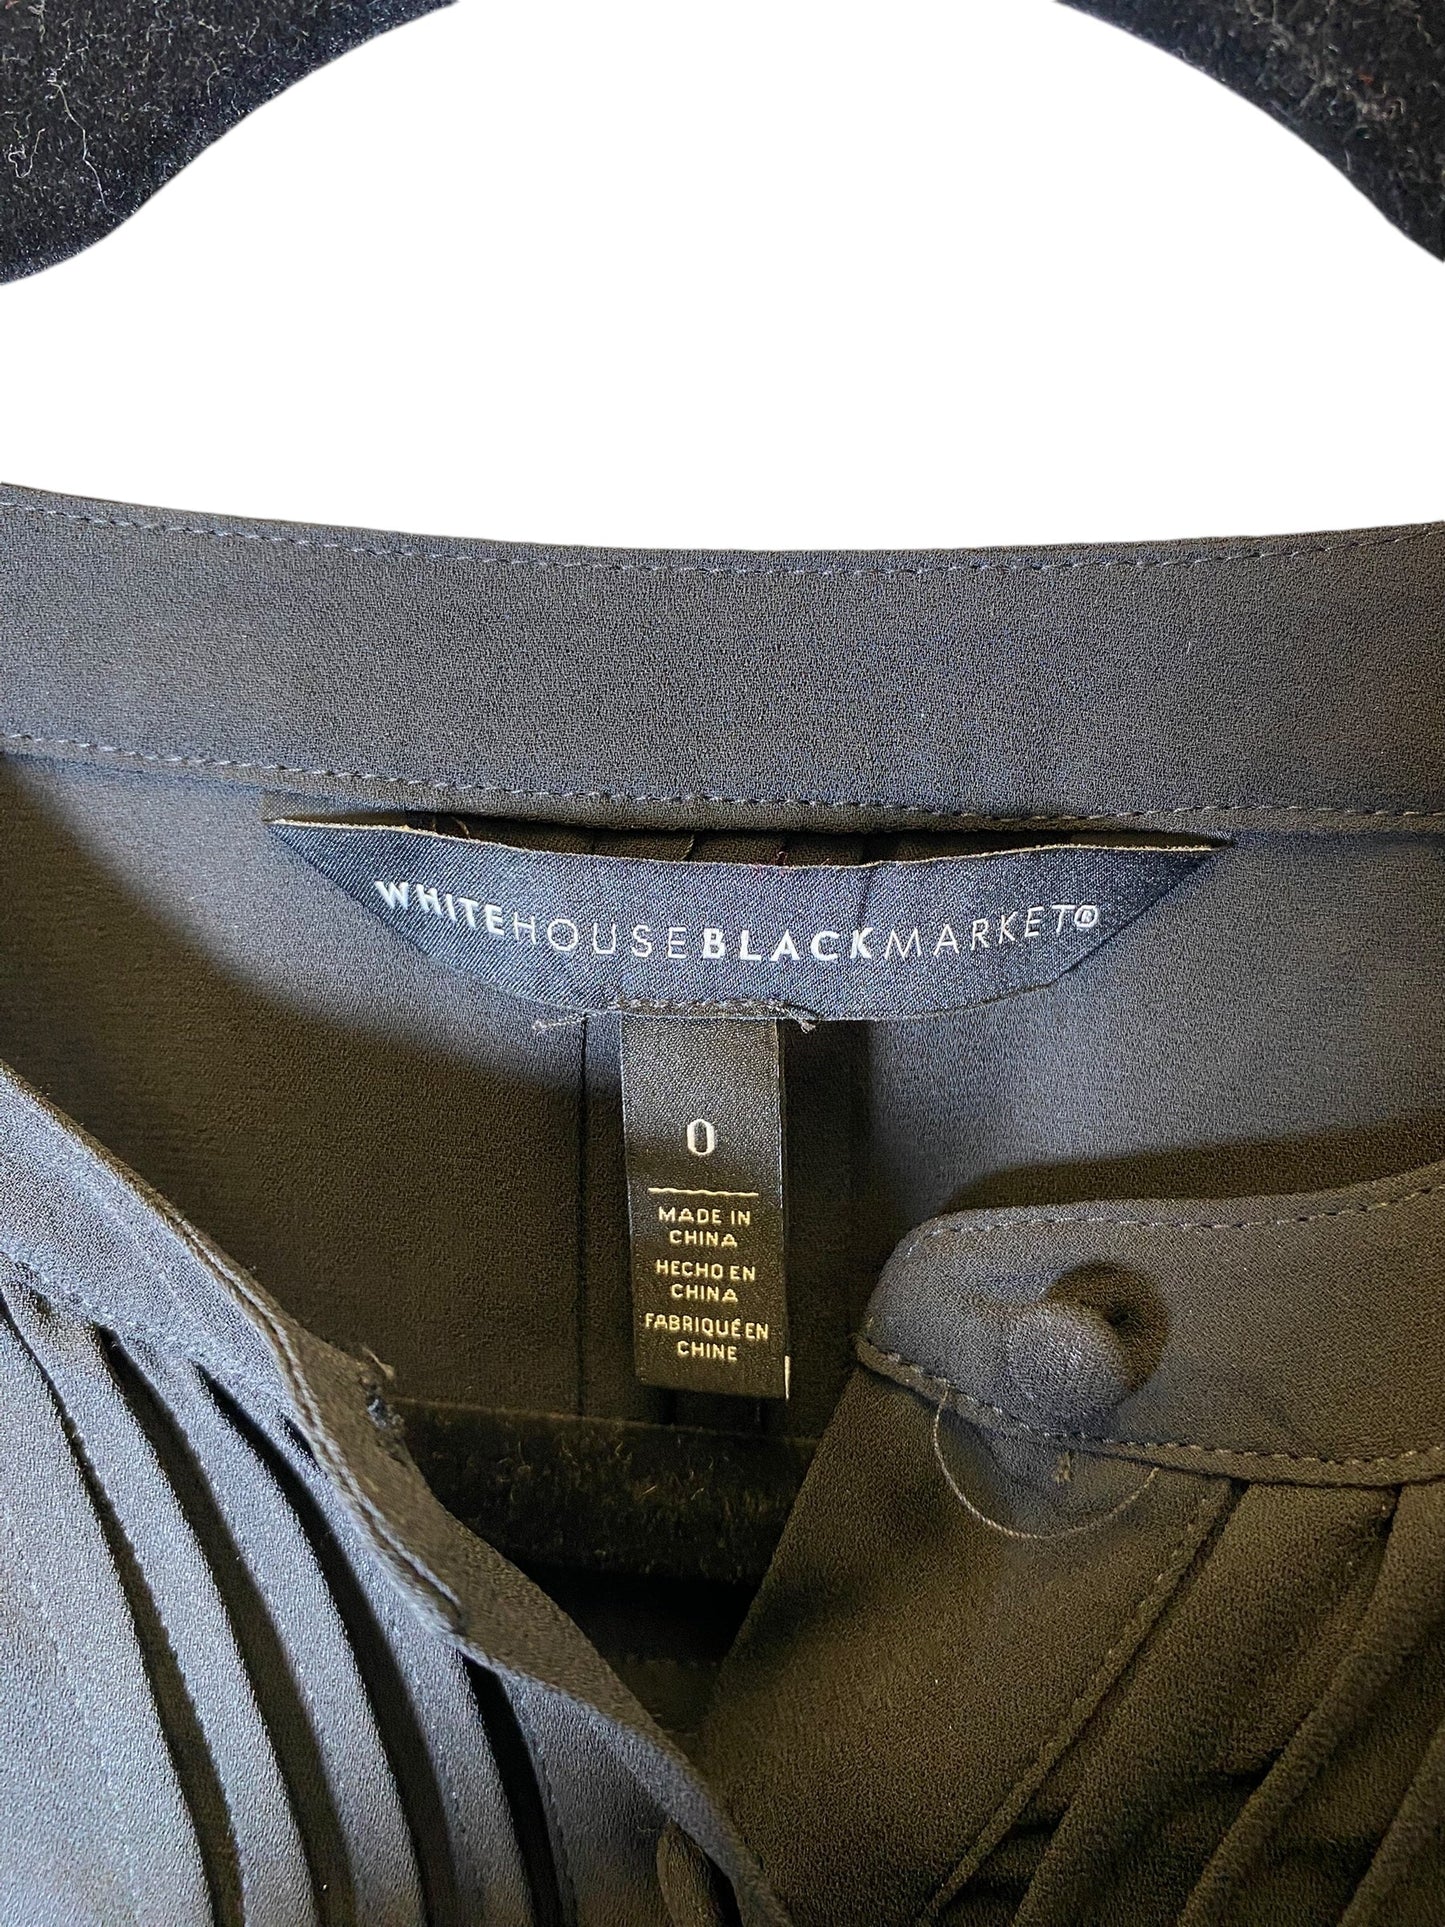 WHITEHOUSEBLACKMARKET®
0
MADE IN
CHINA
HECHO EN
CHINA
FABRIQUÉ EN
CHINE